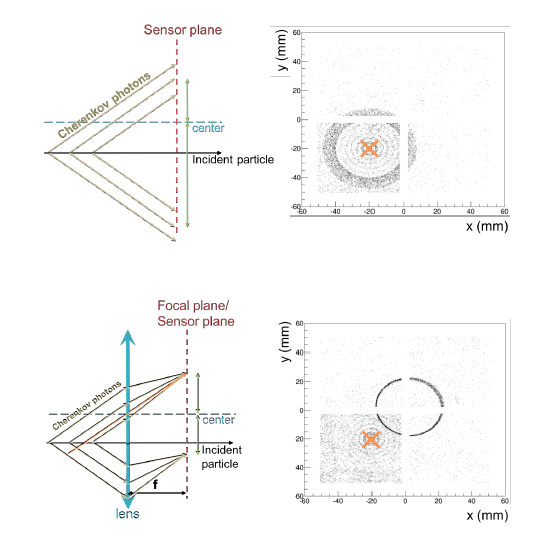 Sensor plane
Cherenkov photons
center
Incident particle
y (mm)
60
40
20
0
-20
-40
-60
-60 -40 -20 0 20 40 60
x (mm)
Focal plane/
Sensor plane
Cherenkov photons
center
Incident
particle
f
lens
y (mm)
60
40
20
0
-20
-40
-60
-60 -40 -20 0 20 40 60
x (mm)